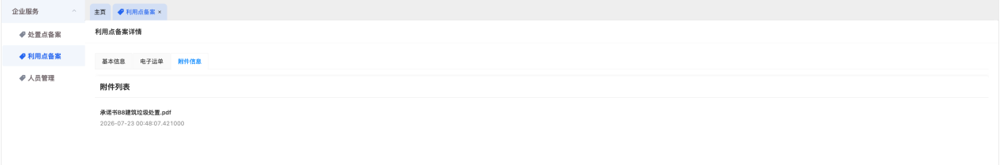 企业服务
主页
利用点备案 ×
处置点备案
利用点备案
人员管理
利用点备案详情
基本信息
电子运单
附件信息
附件列表
承诺书B8建筑垃圾处置.pdf
2026-07-23 00:48:07.421000